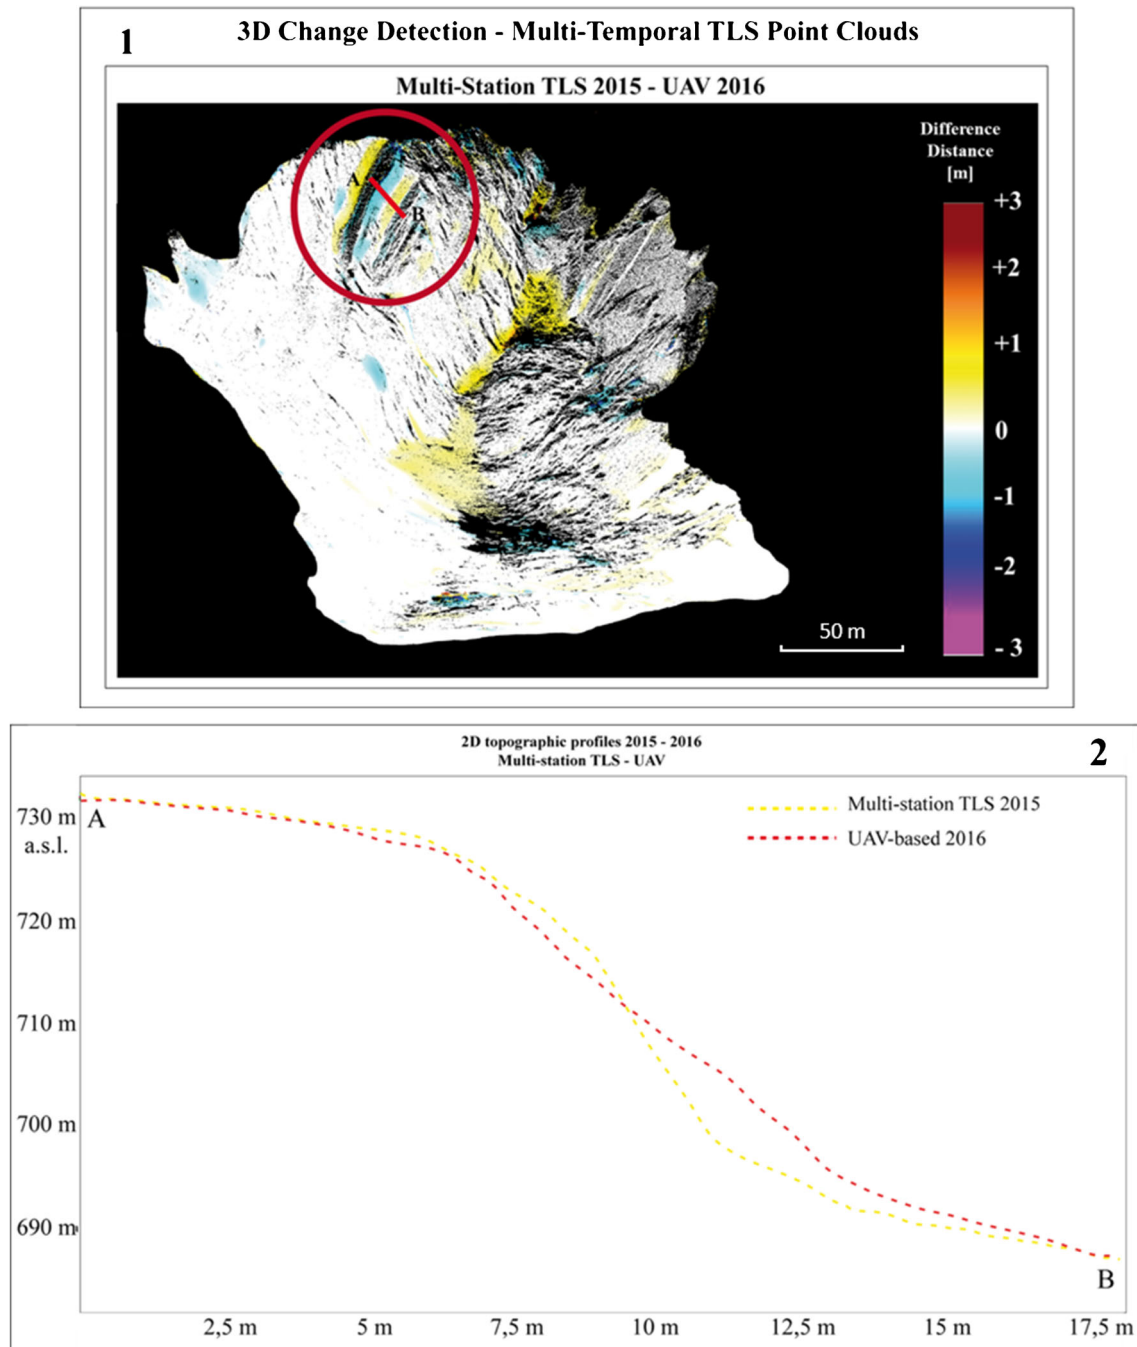 1
3D Change Detection - Multi-Temporal TLS Point Clouds
Multi-Station TLS 2015 - UAV 2016
Difference
Distance
[m]
+3
+2
+1
0
-1
-2
- 3
A
B
50 m
2D topographic profiles 2015 - 2016
Multi-station TLS - UAV
2
730 m
a.s.l.
720 m
710 m
700 m
690 m
A
Multi-station TLS 2015
UAV-based 2016
B
2,5 m
5 m
7,5 m
10 m
12,5 m
15 m
17,5 m